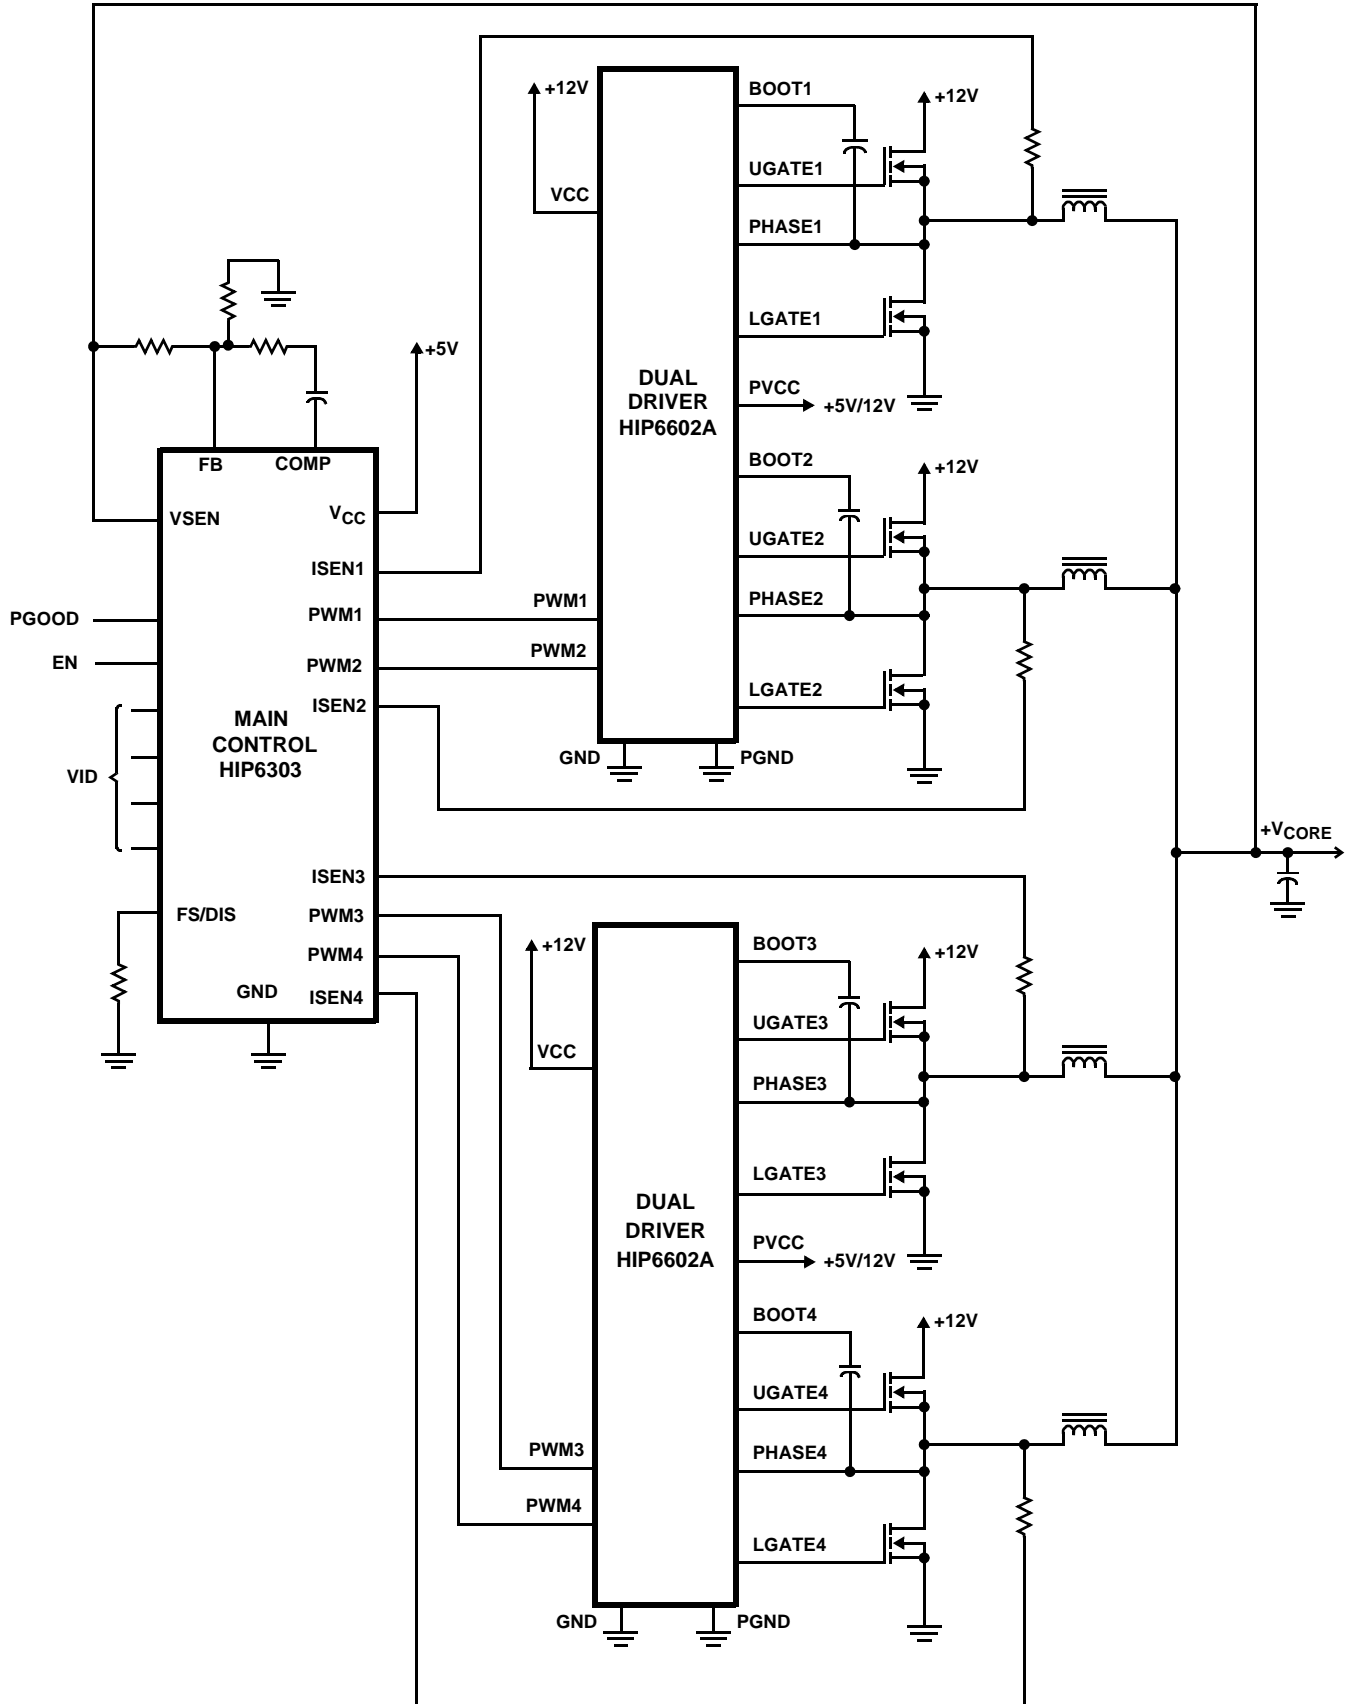 +12V
BOOT1
+12V
UGATE1
VCC
PHASE1
LGATE1
+5V
DUAL
DRIVER
HIP6602A
PVCC
+5V/12V
FB
COMP
BOOT2
+12V
VSEN
VCC
UGATE2
ISEN1
PWM1
PHASE2
PGOOD
PWM1
EN
PWM2
PWM2
LGATE2
ISEN2
MAIN
CONTROL
HIP6303
VID
GND
PGND
+VCORE
ISEN3
FS/DIS
PWM3
PWM4
GND
ISEN4
+12V
BOOT3
+12V
UGATE3
VCC
PHASE3
LGATE3
DUAL
DRIVER
HIP6602A
PVCC
+5V/12V
BOOT4
+12V
UGATE4
PWM3
PHASE4
PWM4
LGATE4
GND
PGND